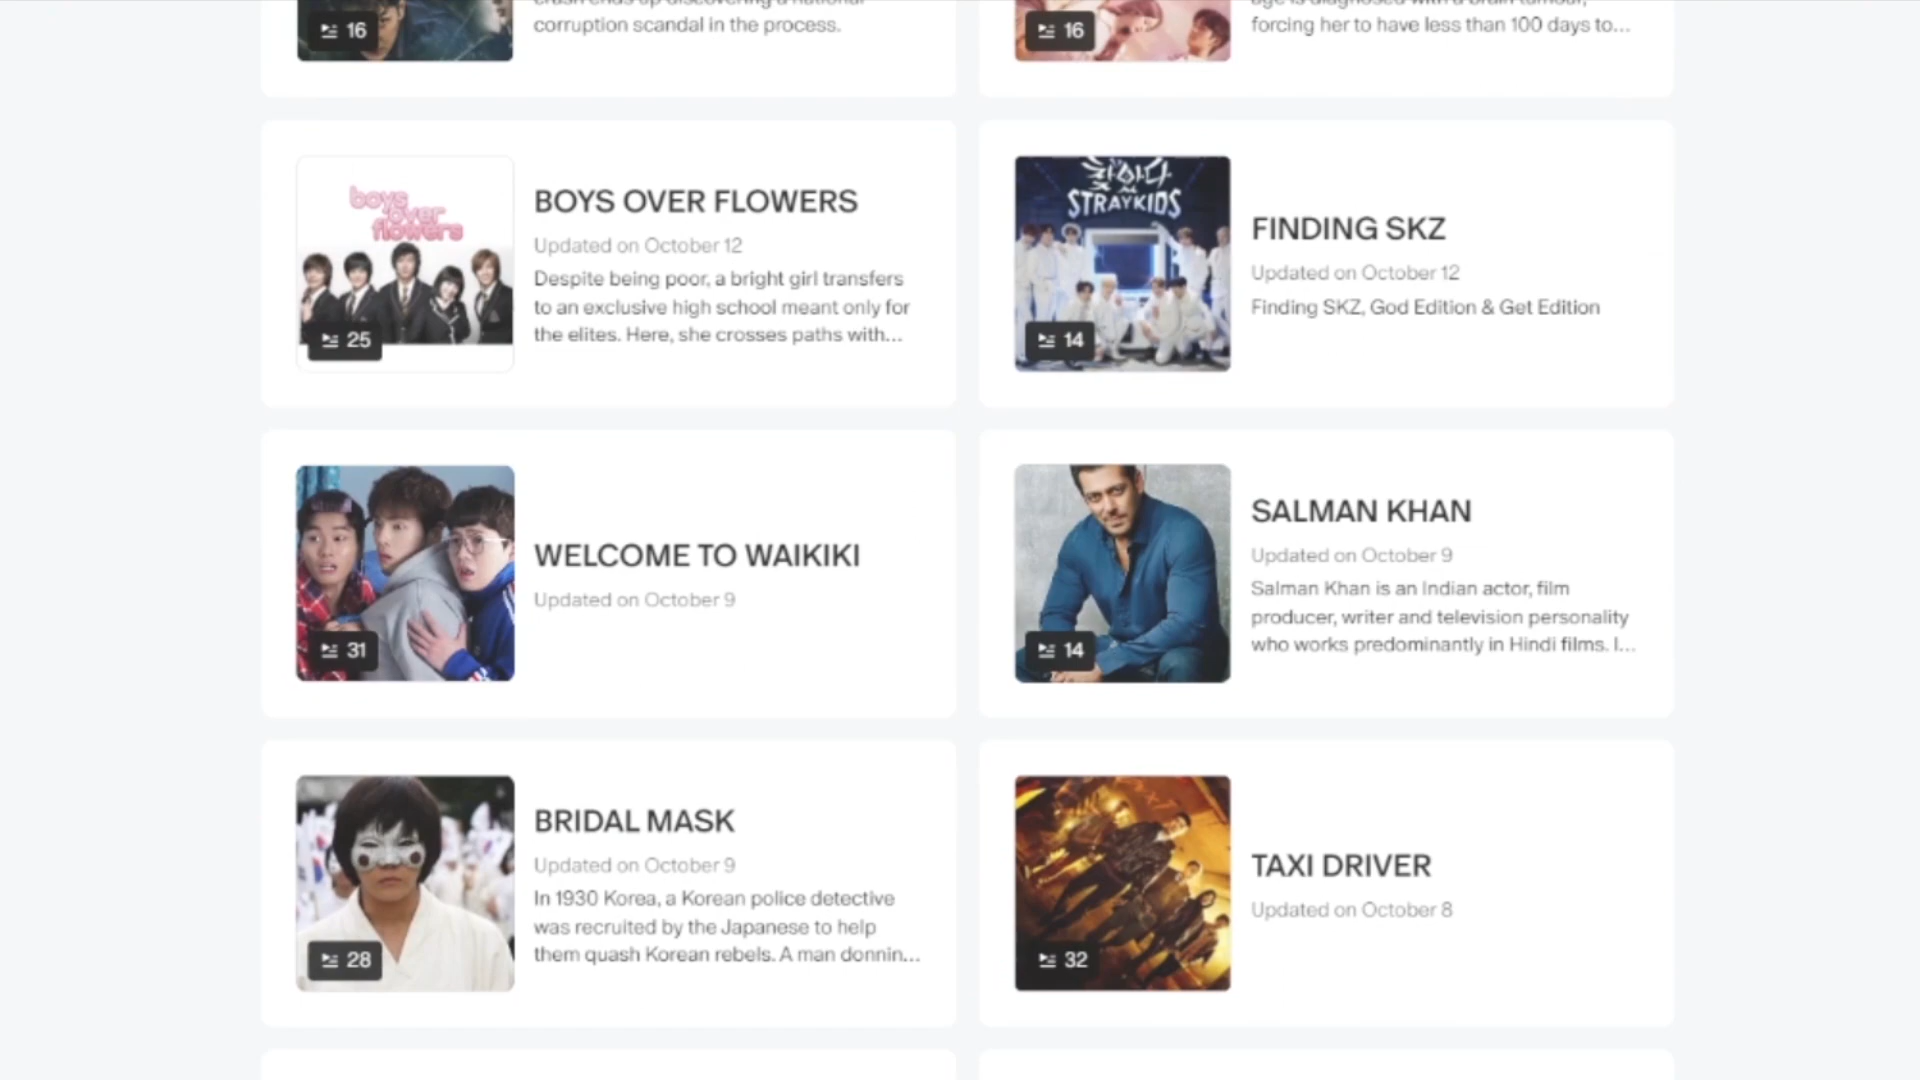 corruption scandal in the process.
16
forcing her to have less than 100 days to...
16
boys
over
flowers
25
BOYS OVER FLOWERS
Updated on October 12
Despite being poor, a bright girl transfers
to an exclusive high school meant only for
the elites. Here, she crosses paths with...
STRAYKIDS
14
FINDING SKZ
Updated on October 12
Finding SKZ, God Edition & Get Edition
31
WELCOME TO WAIKIKI
Updated on October 9
14
SALMAN KHAN
Updated on October 9
Salman Khan is an Indian actor, film
producer, writer and television personality
who works predominantly in Hindi films. I...
28
BRIDAL MASK
Updated on October 9
In 1930 Korea, a Korean police detective
was recruited by the Japanese to help
them quash Korean rebels. A man donnin...
32
TAXI DRIVER
Updated on October 8